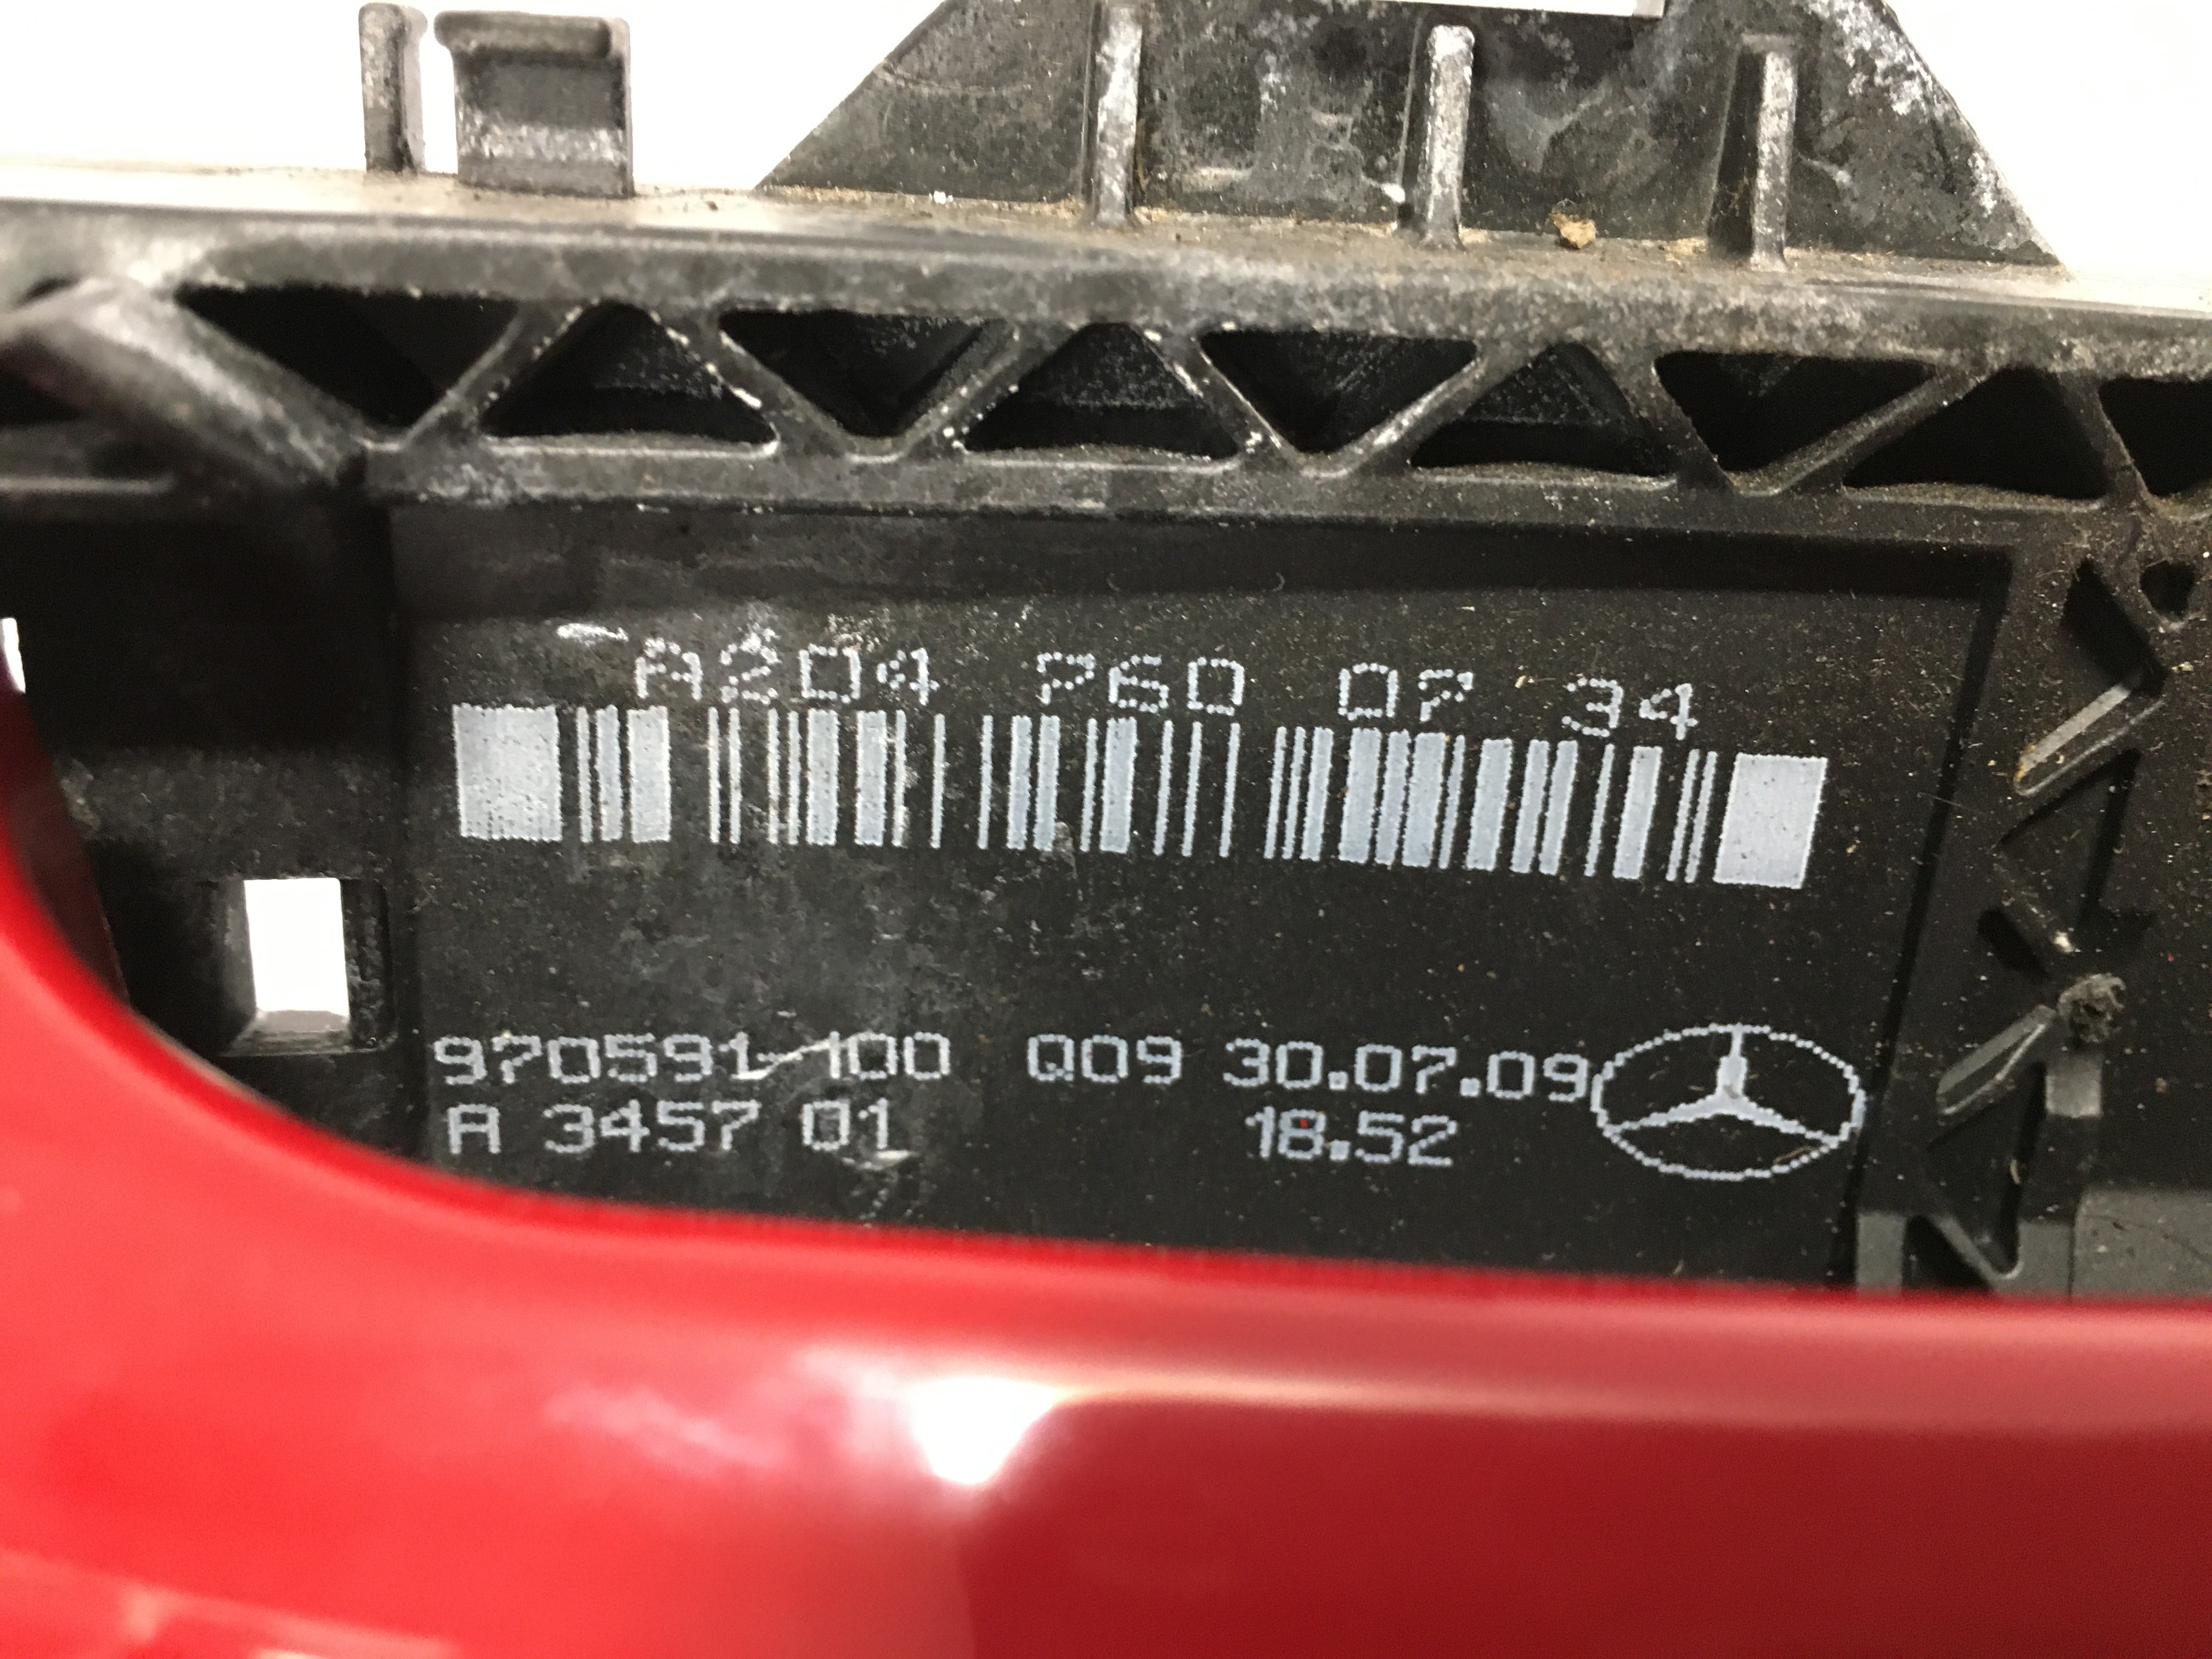 A204 760 07 34
970591-100 Q09 30.07.09
A 3457 01 18.52